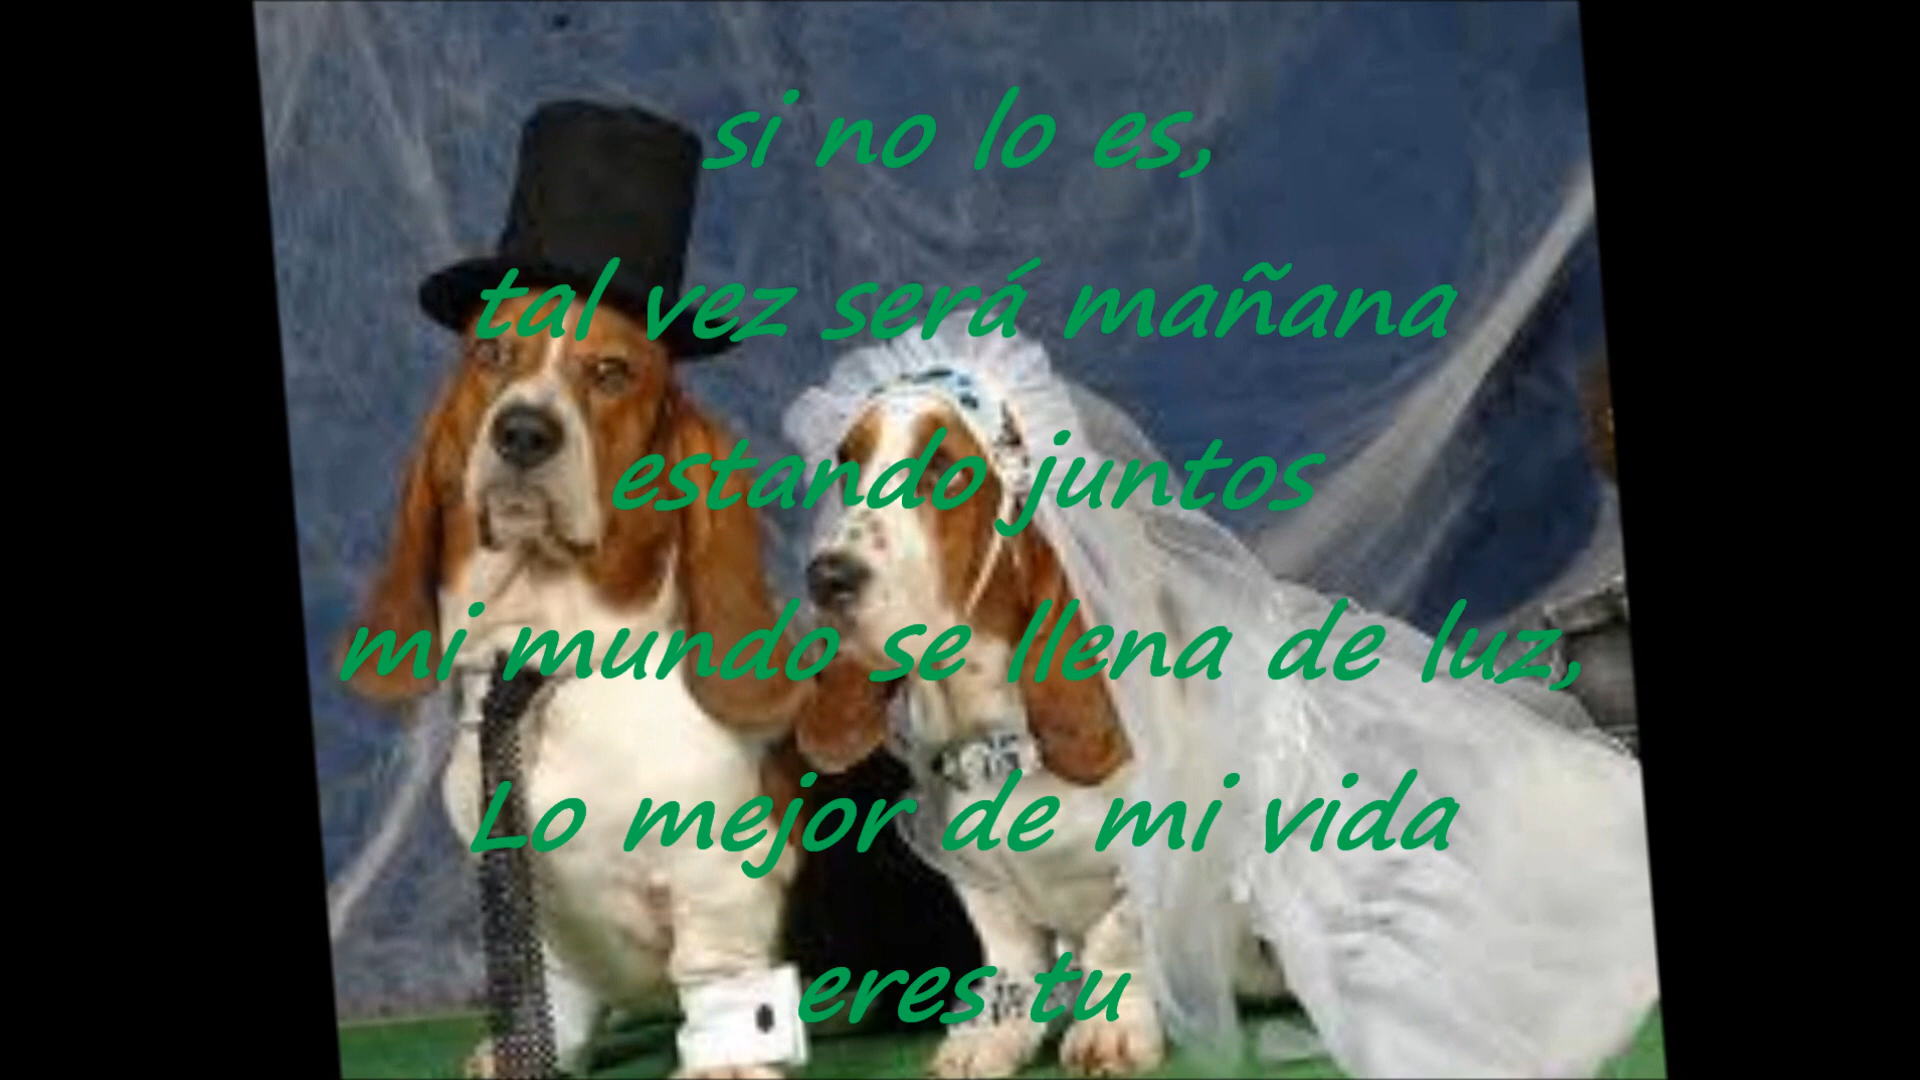 si no lo es,
tal vez será mañana
estando juntos
mi mundo se llena de luz,
Lo mejor de mi vida
eres tu